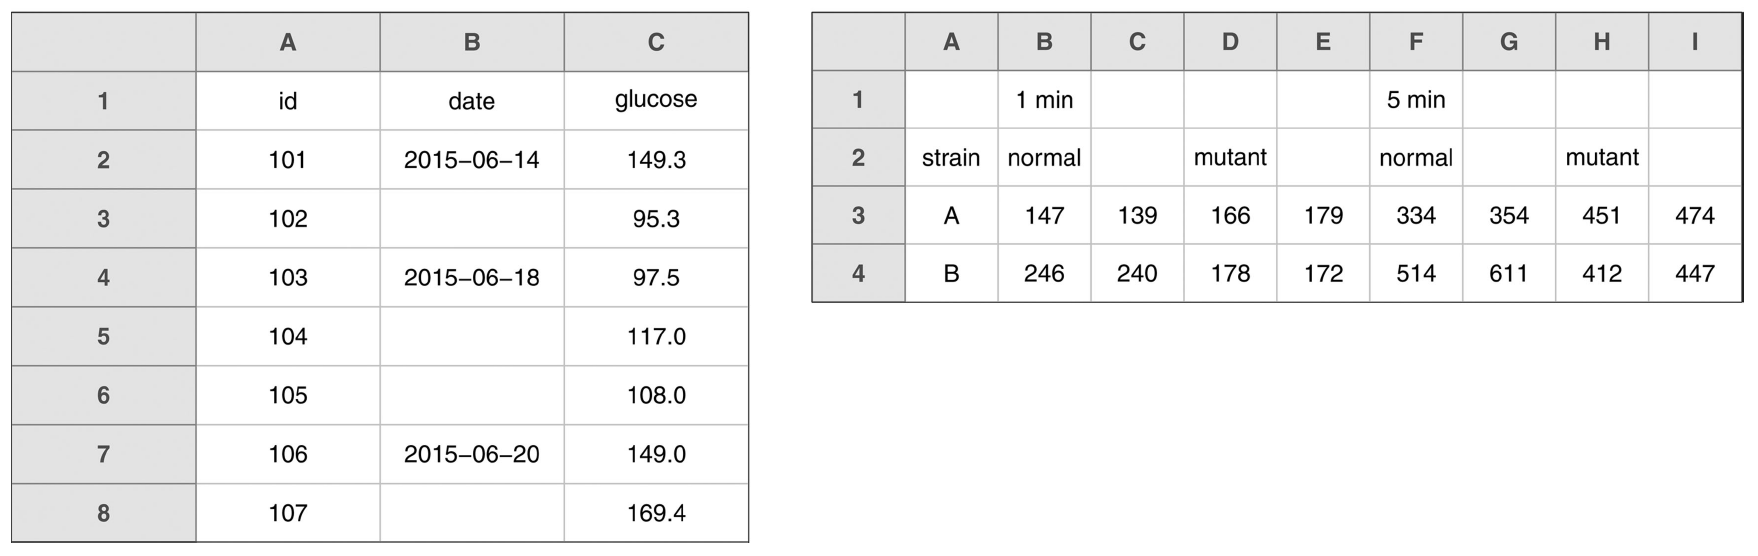 A B C
1 id date glucose
2 101 2015−06−14 149.3
3 102 95.3
4 103 2015−06−18 97.5
5 104 117.0
6 105 108.0
7 106 2015−06−20 149.0
8 107 169.4
A B C D E F G H I
1 1 min 5 min
2 strain normal mutant normal mutant
3 A 147 139 166 179 334 354 451 474
4 B 246 240 178 172 514 611 412 447